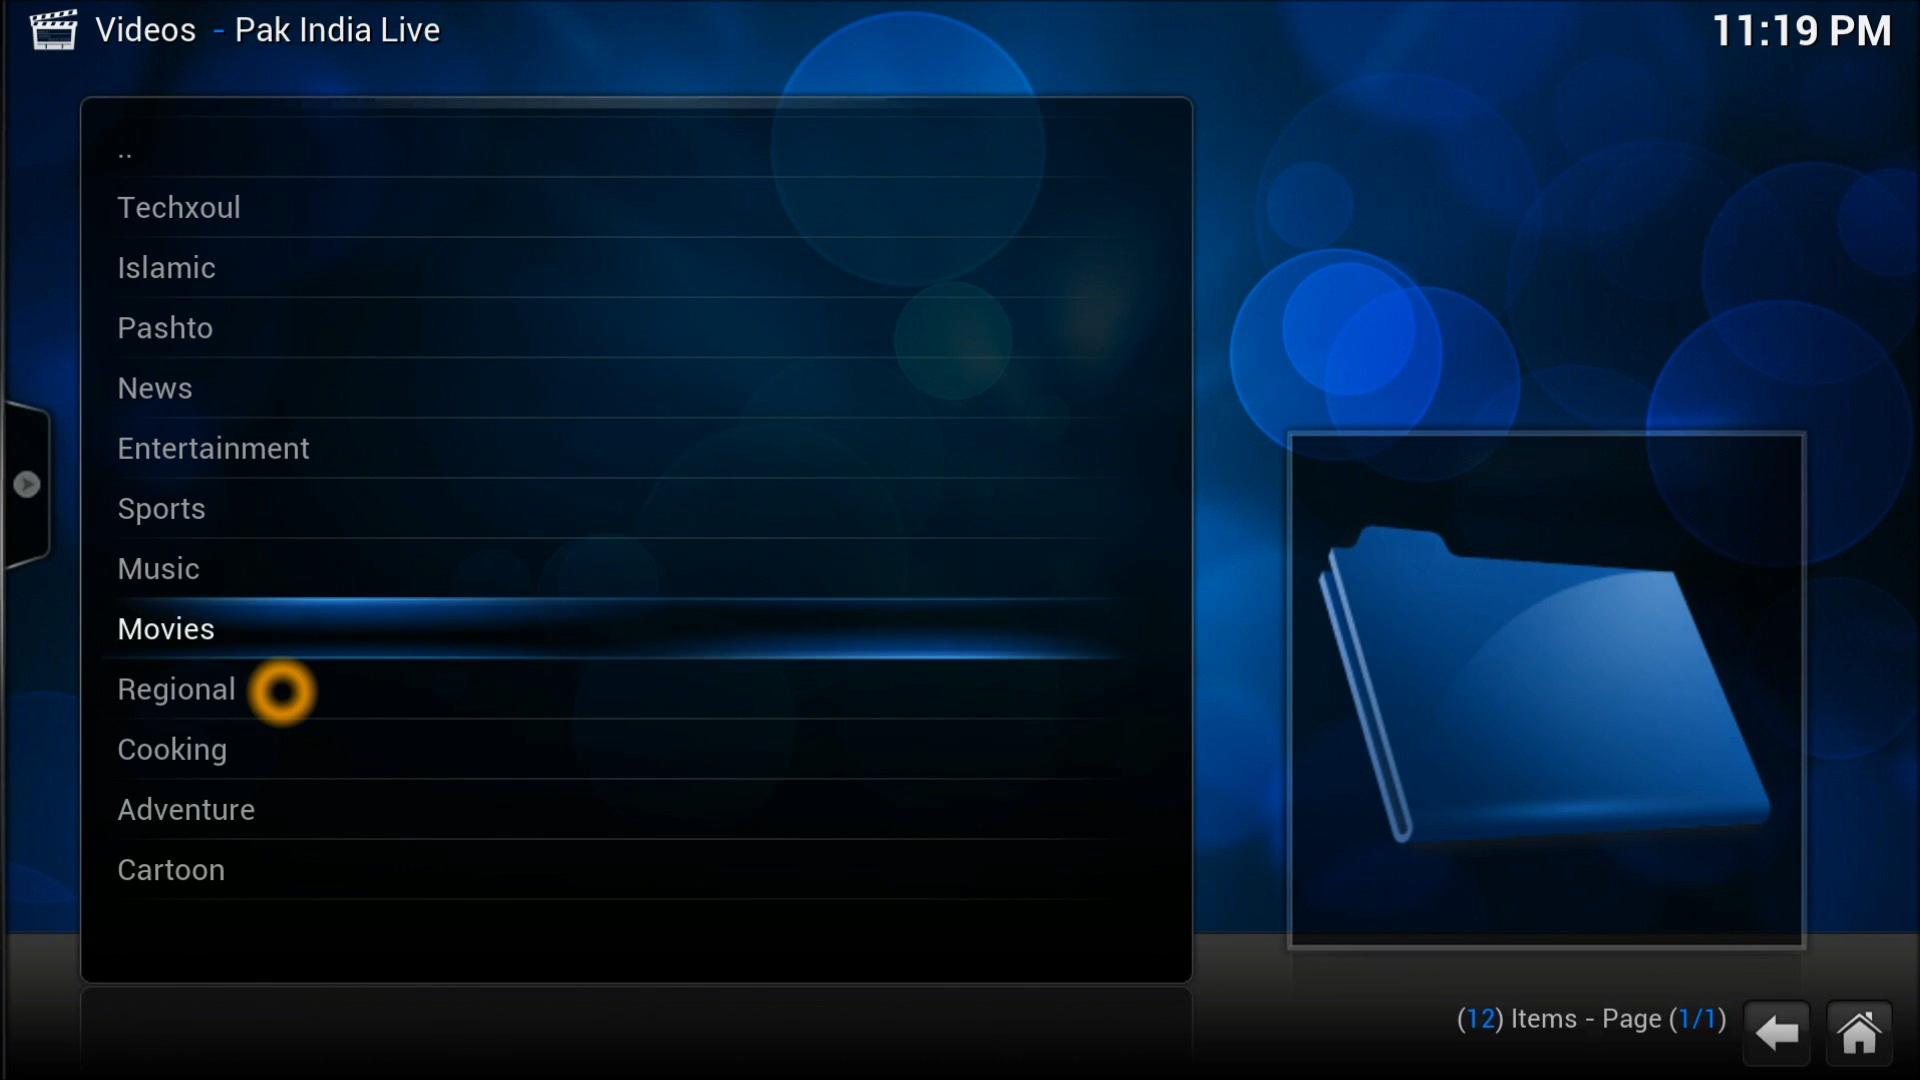 Videos - Pak India Live
11:19 PM
..
Techxoul
Islamic
Pashto
News
Entertainment
Sports
Music
Movies
Regional
Cooking
Adventure
Cartoon
(12) Items - Page (1/1)